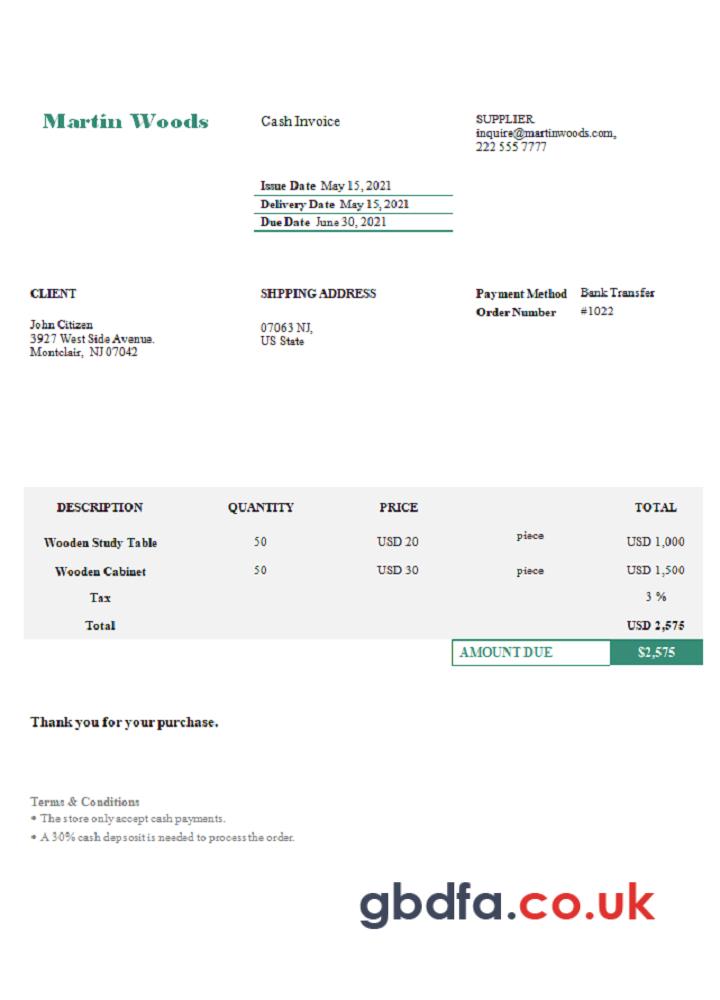 Martin Woods
Cash Invoice
SUPPLIER
inquire@martinwoods.com,
222 555 7777
Issue Date May 15, 2021
Delivery Date May 15, 2021
Due Date June 30, 2021
CLIENT
John Citizen
3927 West Side Avenue.
Montclair, NJ 07042
SHPPING ADDRESS
07063 NJ,
US State
Payment Method Bank Transfer
Order Number #1022
DESCRIPTION QUANTITY PRICE TOTAL
Wooden Study Table 50 USD 20 piece USD 1,000
Wooden Cabinet 50 USD 30 piece USD 1,500
Tax 3 %
Total USD 2,575
AMOUNT DUE $2,575
Thank you for your purchase.
Terms & Conditions
• The store only accept cash payments.
• A 30% cash depsosit is needed to process the order.
gbdfa.co.uk